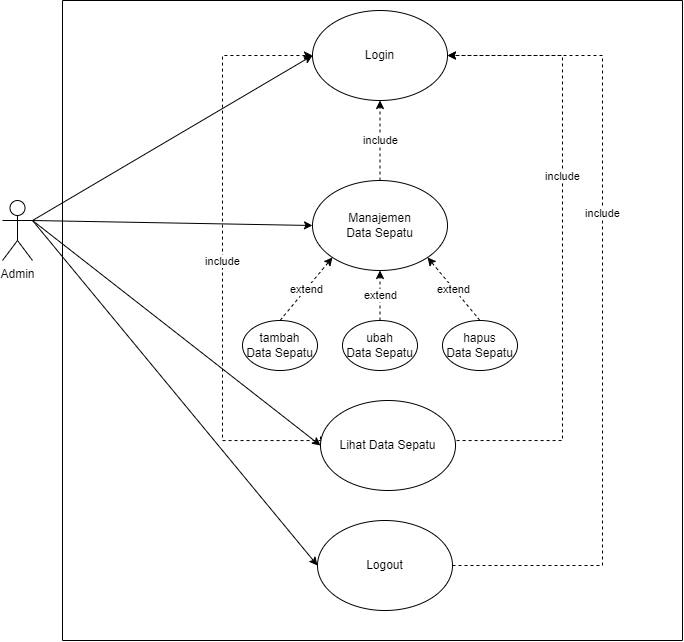 Login
include
include
include
Manajemen
Data Sepatu
Admin
include
extend
extend
extend
tambah
Data Sepatu
ubah
Data Sepatu
hapus
Data Sepatu
Lihat Data Sepatu
Logout